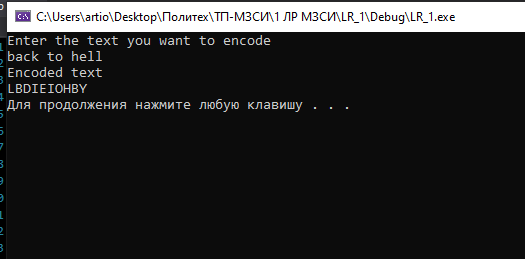 C:\Users\artio\Desktop\Политех\ТП-МЗСИ\1 ЛР МЗСИ\LR_1\Debug\LR_1.exe
Enter the text you want to encode
back to hell
Encoded text
LBDIEIOHBY
Для продолжения нажмите любую клавишу . . .